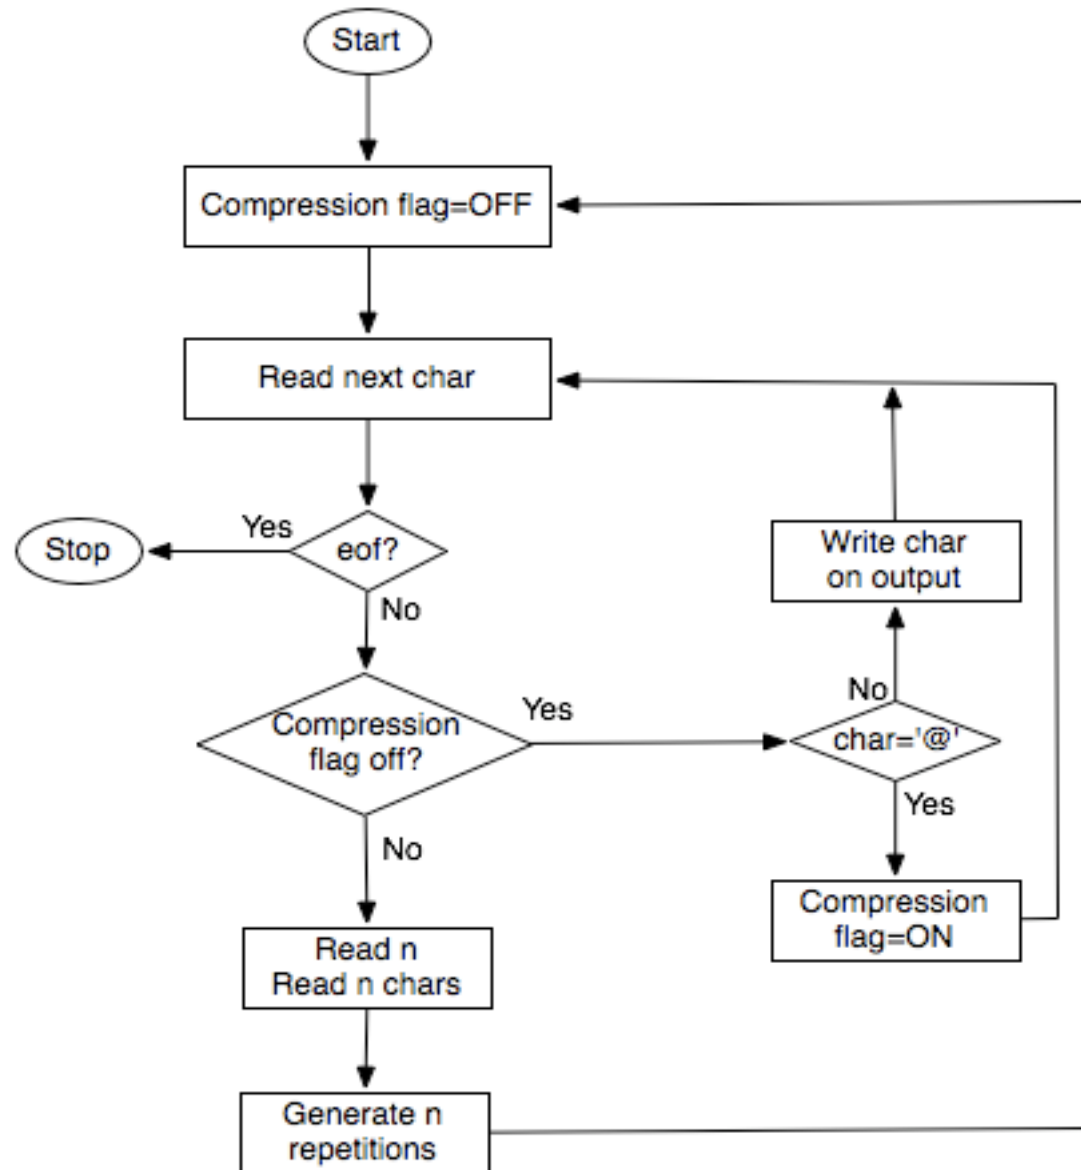 Start
Compression flag=OFF
Read next char
Yes
Stop
eof?
No
Write char
on output
No
Compression
flag off?
Yes
char='@'
Yes
No
Compression
flag=ON
Read n
Read n chars
Generate n
repetitions